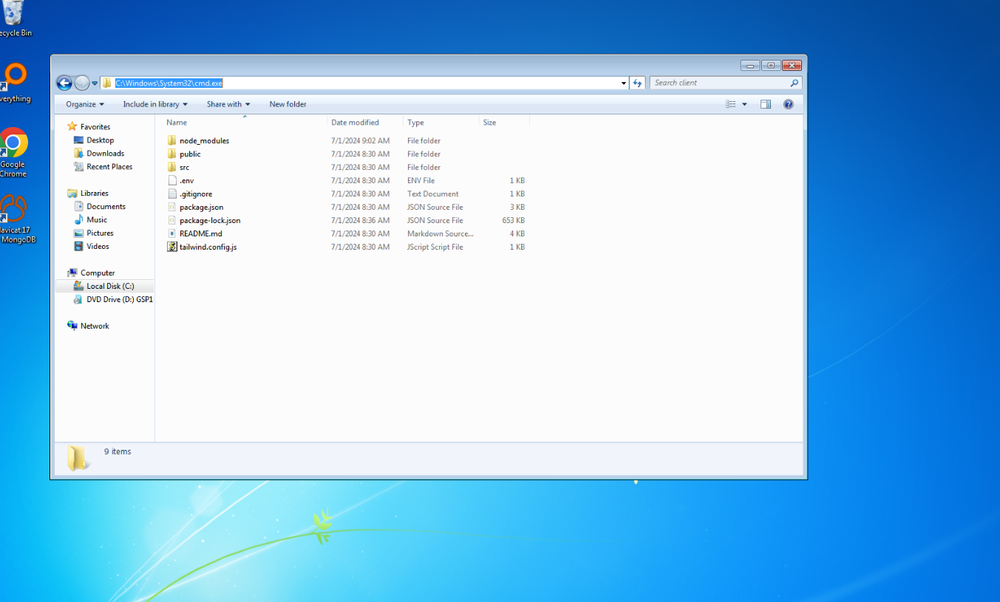 ecycle Bin
verything
Google
Chrome
avicat 17
MongoDB
C:\Windows\System32\cmd.exe
Search client
Organize
Include in library
Share with
New folder
Favorites
Desktop
Downloads
Recent Places
Libraries
Documents
Music
Pictures
Videos
Computer
Local Disk (C:)
DVD Drive (D:) GSP1
Network
Name Date modified Type Size
node_modules 7/1/2024 9:02 AM File folder
public 7/1/2024 8:30 AM File folder
src 7/1/2024 8:30 AM File folder
.env 7/1/2024 8:30 AM ENV File 1 KB
.gitignore 7/1/2024 8:30 AM Text Document 1 KB
package.json 7/1/2024 8:30 AM JSON Source File 3 KB
package-lock.json 7/1/2024 8:36 AM JSON Source File 653 KB
README.md 7/1/2024 8:30 AM Markdown Source... 4 KB
tailwind.config.js 7/1/2024 8:30 AM JScript Script File 1 KB
9 items